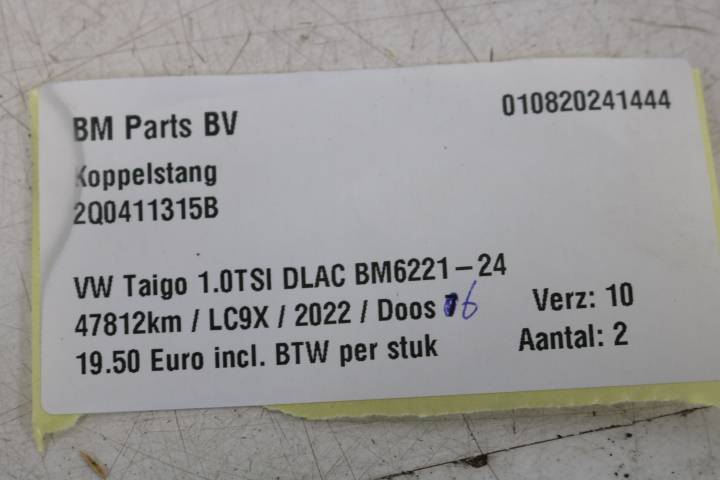 BM Parts BV
010820241444
Koppelstang
2Q0411315B
VW Taigo 1.0TSI DLAC BM6221-24
47812km / LC9X / 2022 / Doos 6
Verz: 10
19.50 Euro incl. BTW per stuk
Aantal: 2